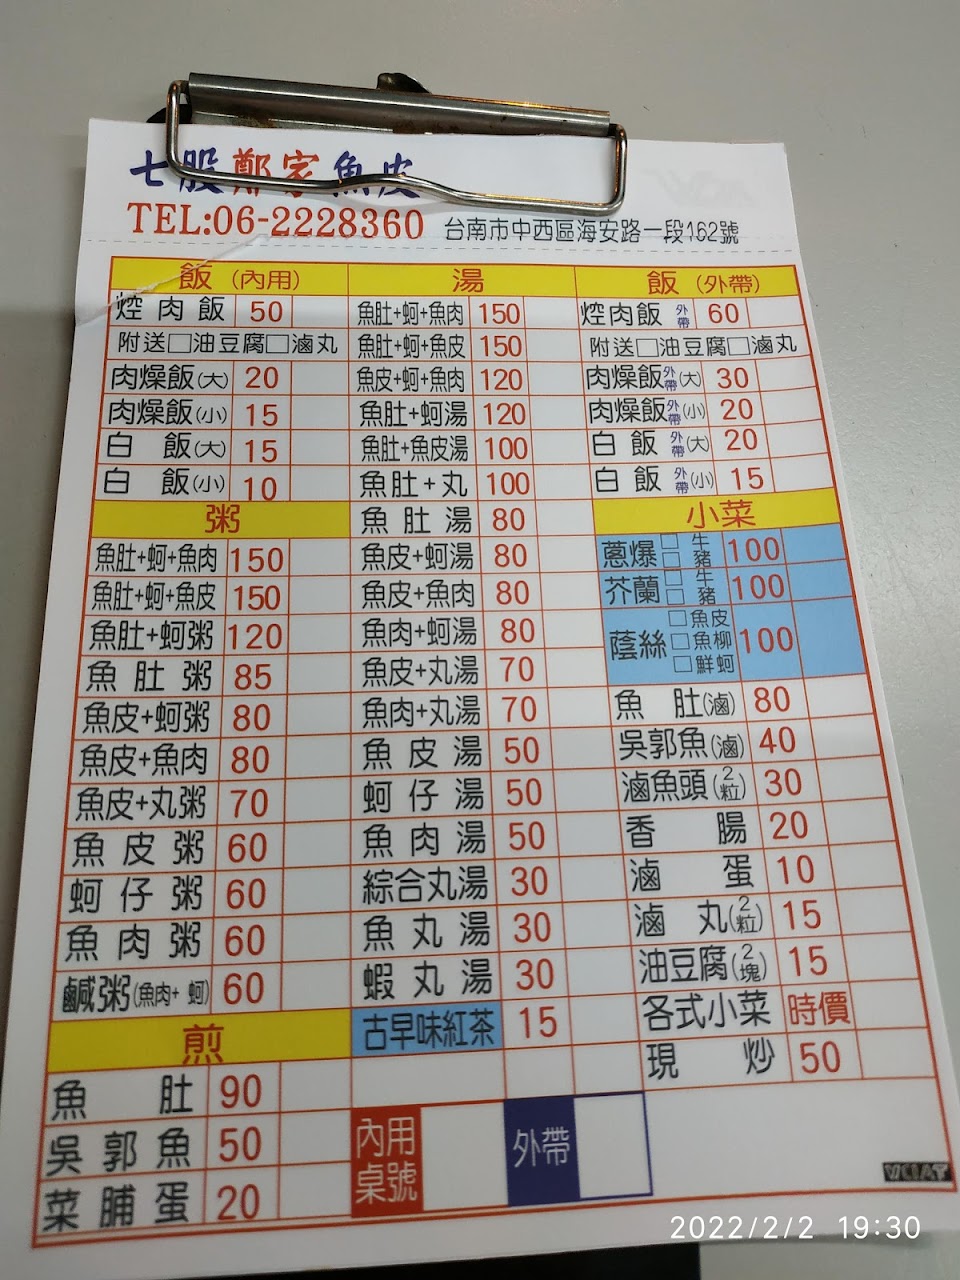 七股鄭家魚皮
TEL:06-2228360 台南市中西區海安路一段162號
飯（內用）
焢肉飯 50
附送□油豆腐□滷丸
肉燥飯(大) 20
肉燥飯(小) 15
白飯(大) 15
白飯(小) 10
粥
魚肚+蚵+魚肉 150
魚肚+蚵+魚皮 150
魚肚+蚵粥 120
魚肚粥 85
魚皮+蚵粥 80
魚皮+魚肉 80
魚皮+丸粥 70
魚皮粥 60
蚵仔粥 60
魚肉粥 60
鹹粥(魚肉+ 蚵) 60
煎
魚肚 90
吳郭魚 50
菜脯蛋 20
湯
魚肚+蚵+魚肉 150
魚肚+蚵+魚皮 150
魚皮+蚵+魚肉 120
魚肚+蚵湯 120
魚肚+魚皮湯 100
魚肚+丸 100
魚肚湯 80
魚皮+蚵湯 80
魚皮+魚肉 80
魚肉+蚵湯 80
魚皮+丸湯 70
魚肉+丸湯 70
魚皮湯 50
蚵仔湯 50
魚肉湯 50
綜合丸湯 30
魚丸湯 30
蝦丸湯 30
古早味紅茶 15
內用桌號
外帶
飯（外帶）
焢肉飯 外帶 60
附送□油豆腐□滷丸
肉燥飯外帶(大) 30
肉燥飯外帶(小) 20
白飯 外帶(大) 20
白飯 外帶(小) 15
小菜
蔥爆 □牛 □豬 100
芥蘭 □牛 □豬 100
蔭絲 □魚皮 □魚柳 □鮮蚵 100
魚肚(滷) 80
吳郭魚(滷) 40
滷魚頭(2粒) 30
香腸 20
滷蛋 10
滷丸(2粒) 15
油豆腐(2塊) 15
各式小菜 時價
現炒 50
2022/2/2 19:30